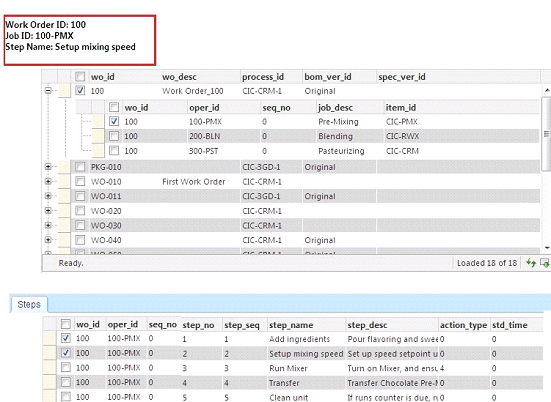 Work Order ID: 100
Job ID: 100-PMX
Step Name: Setup mixing speed
wo_id wo_desc process_id bom_ver_id spec_ver_id
100 Work Order_100 CIC-CRM-1 Original
wo_id oper_id seq_no job_desc item_id
100 100-PMX 0 Pre-Mixing CIC-PMX
100 200-BLN 0 Blending CIC-RWX
100 300-PST 0 Pasteurizing CIC-CRM
PKG-010 CIC-3GD-1 Original
WO-010 First Work Order CIC-CRM-1
WO-011 CIC-3GD-1 Original
WO-020 CIC-CRM-1
WO-030 CIC-CRM-1
WO-040 CIC-CRM-1 Original
Ready. Loaded 18 of 18
Steps
wo_id oper_id seq_no step_no step_seq step_name step_desc action_type std_time
100 100-PMX 0 1 1 Add ingredients Pour flavoring and swee 0 0
100 100-PMX 0 2 2 Setup mixing speed Set up speed setpoint u 0 0
100 100-PMX 0 3 3 Run Mixer Turn on Mixer, and ensu 4 0
100 100-PMX 0 4 4 Transfer Transfer Chocolate Pre-M 0 0
100 100-PMX 0 5 5 Clean unit If runs counter is due, ru 0 0